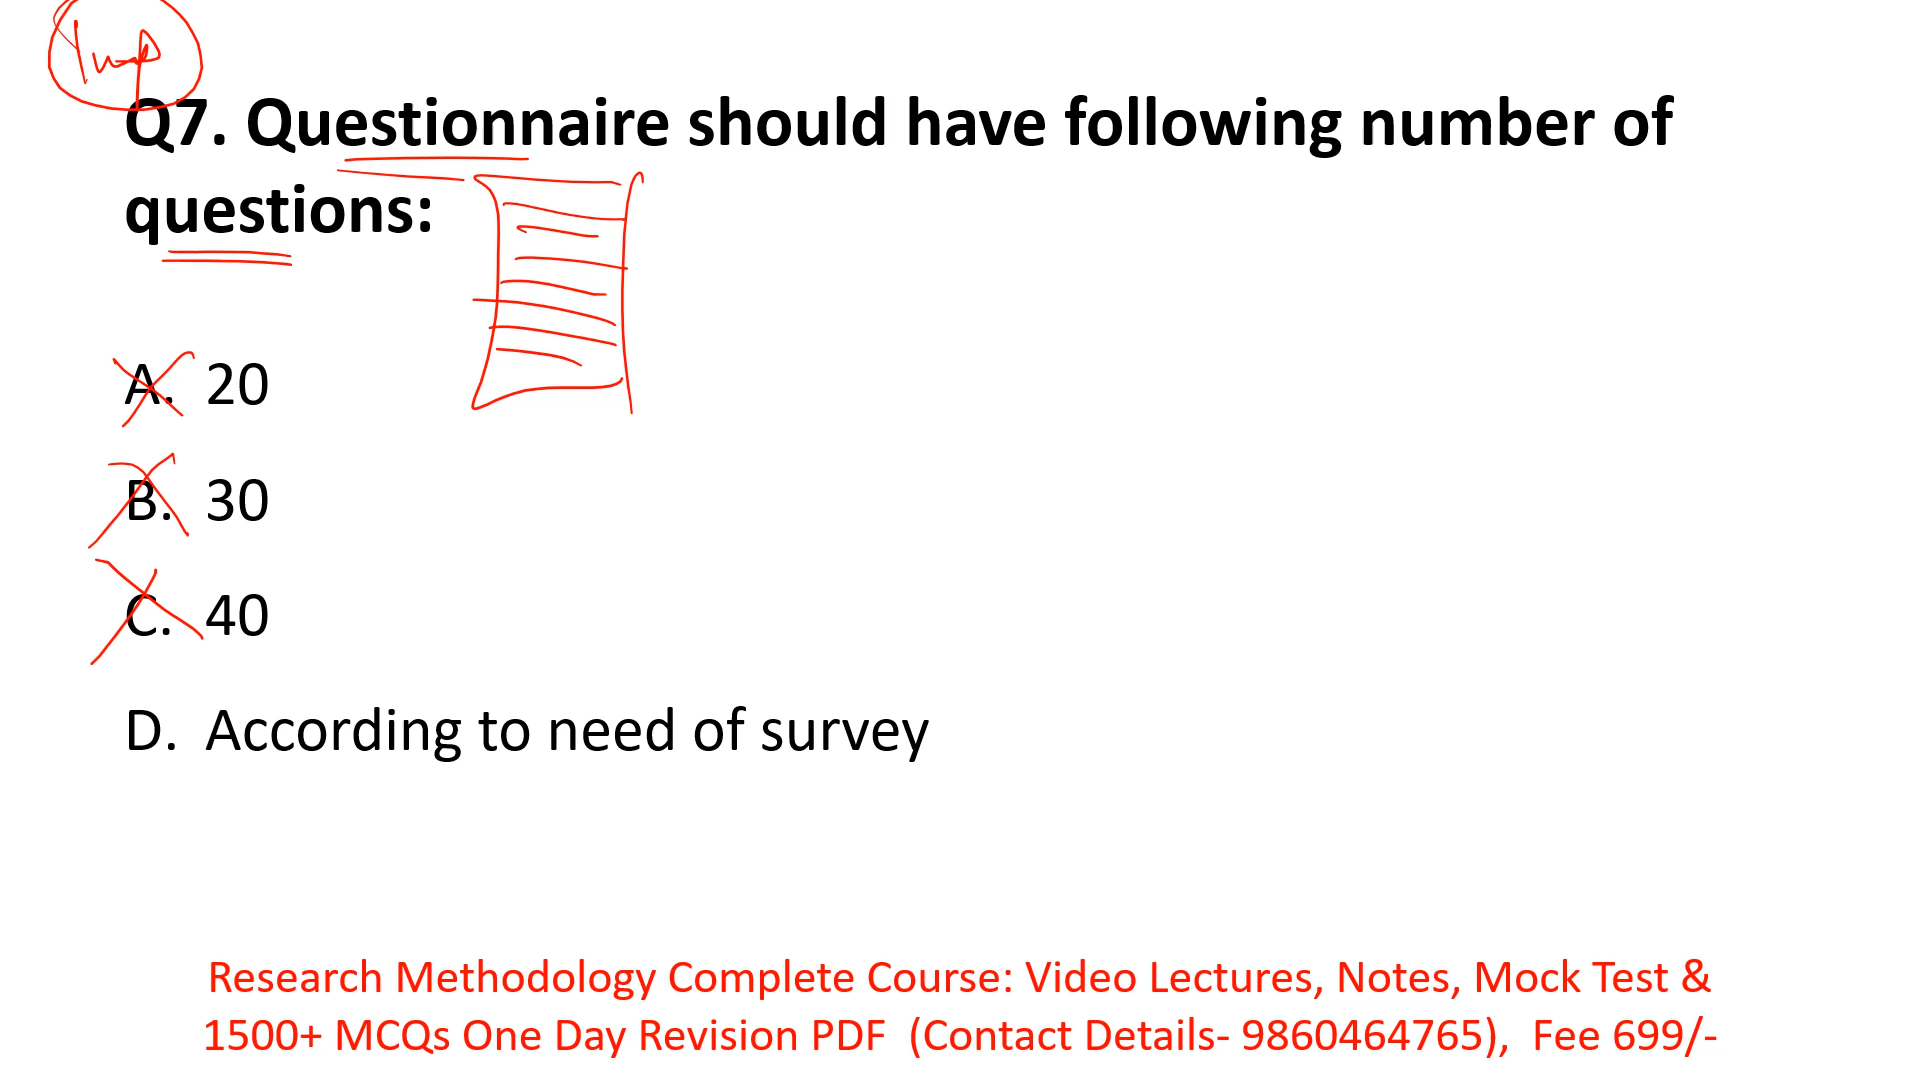 Imp
Q7. Questionnaire should have following number of
questions:
A. 20
B. 30
C. 40
D. According to need of survey
Research Methodology Complete Course: Video Lectures, Notes, Mock Test &
1500+ MCQs One Day Revision PDF (Contact Details- 9860464765), Fee 699/-